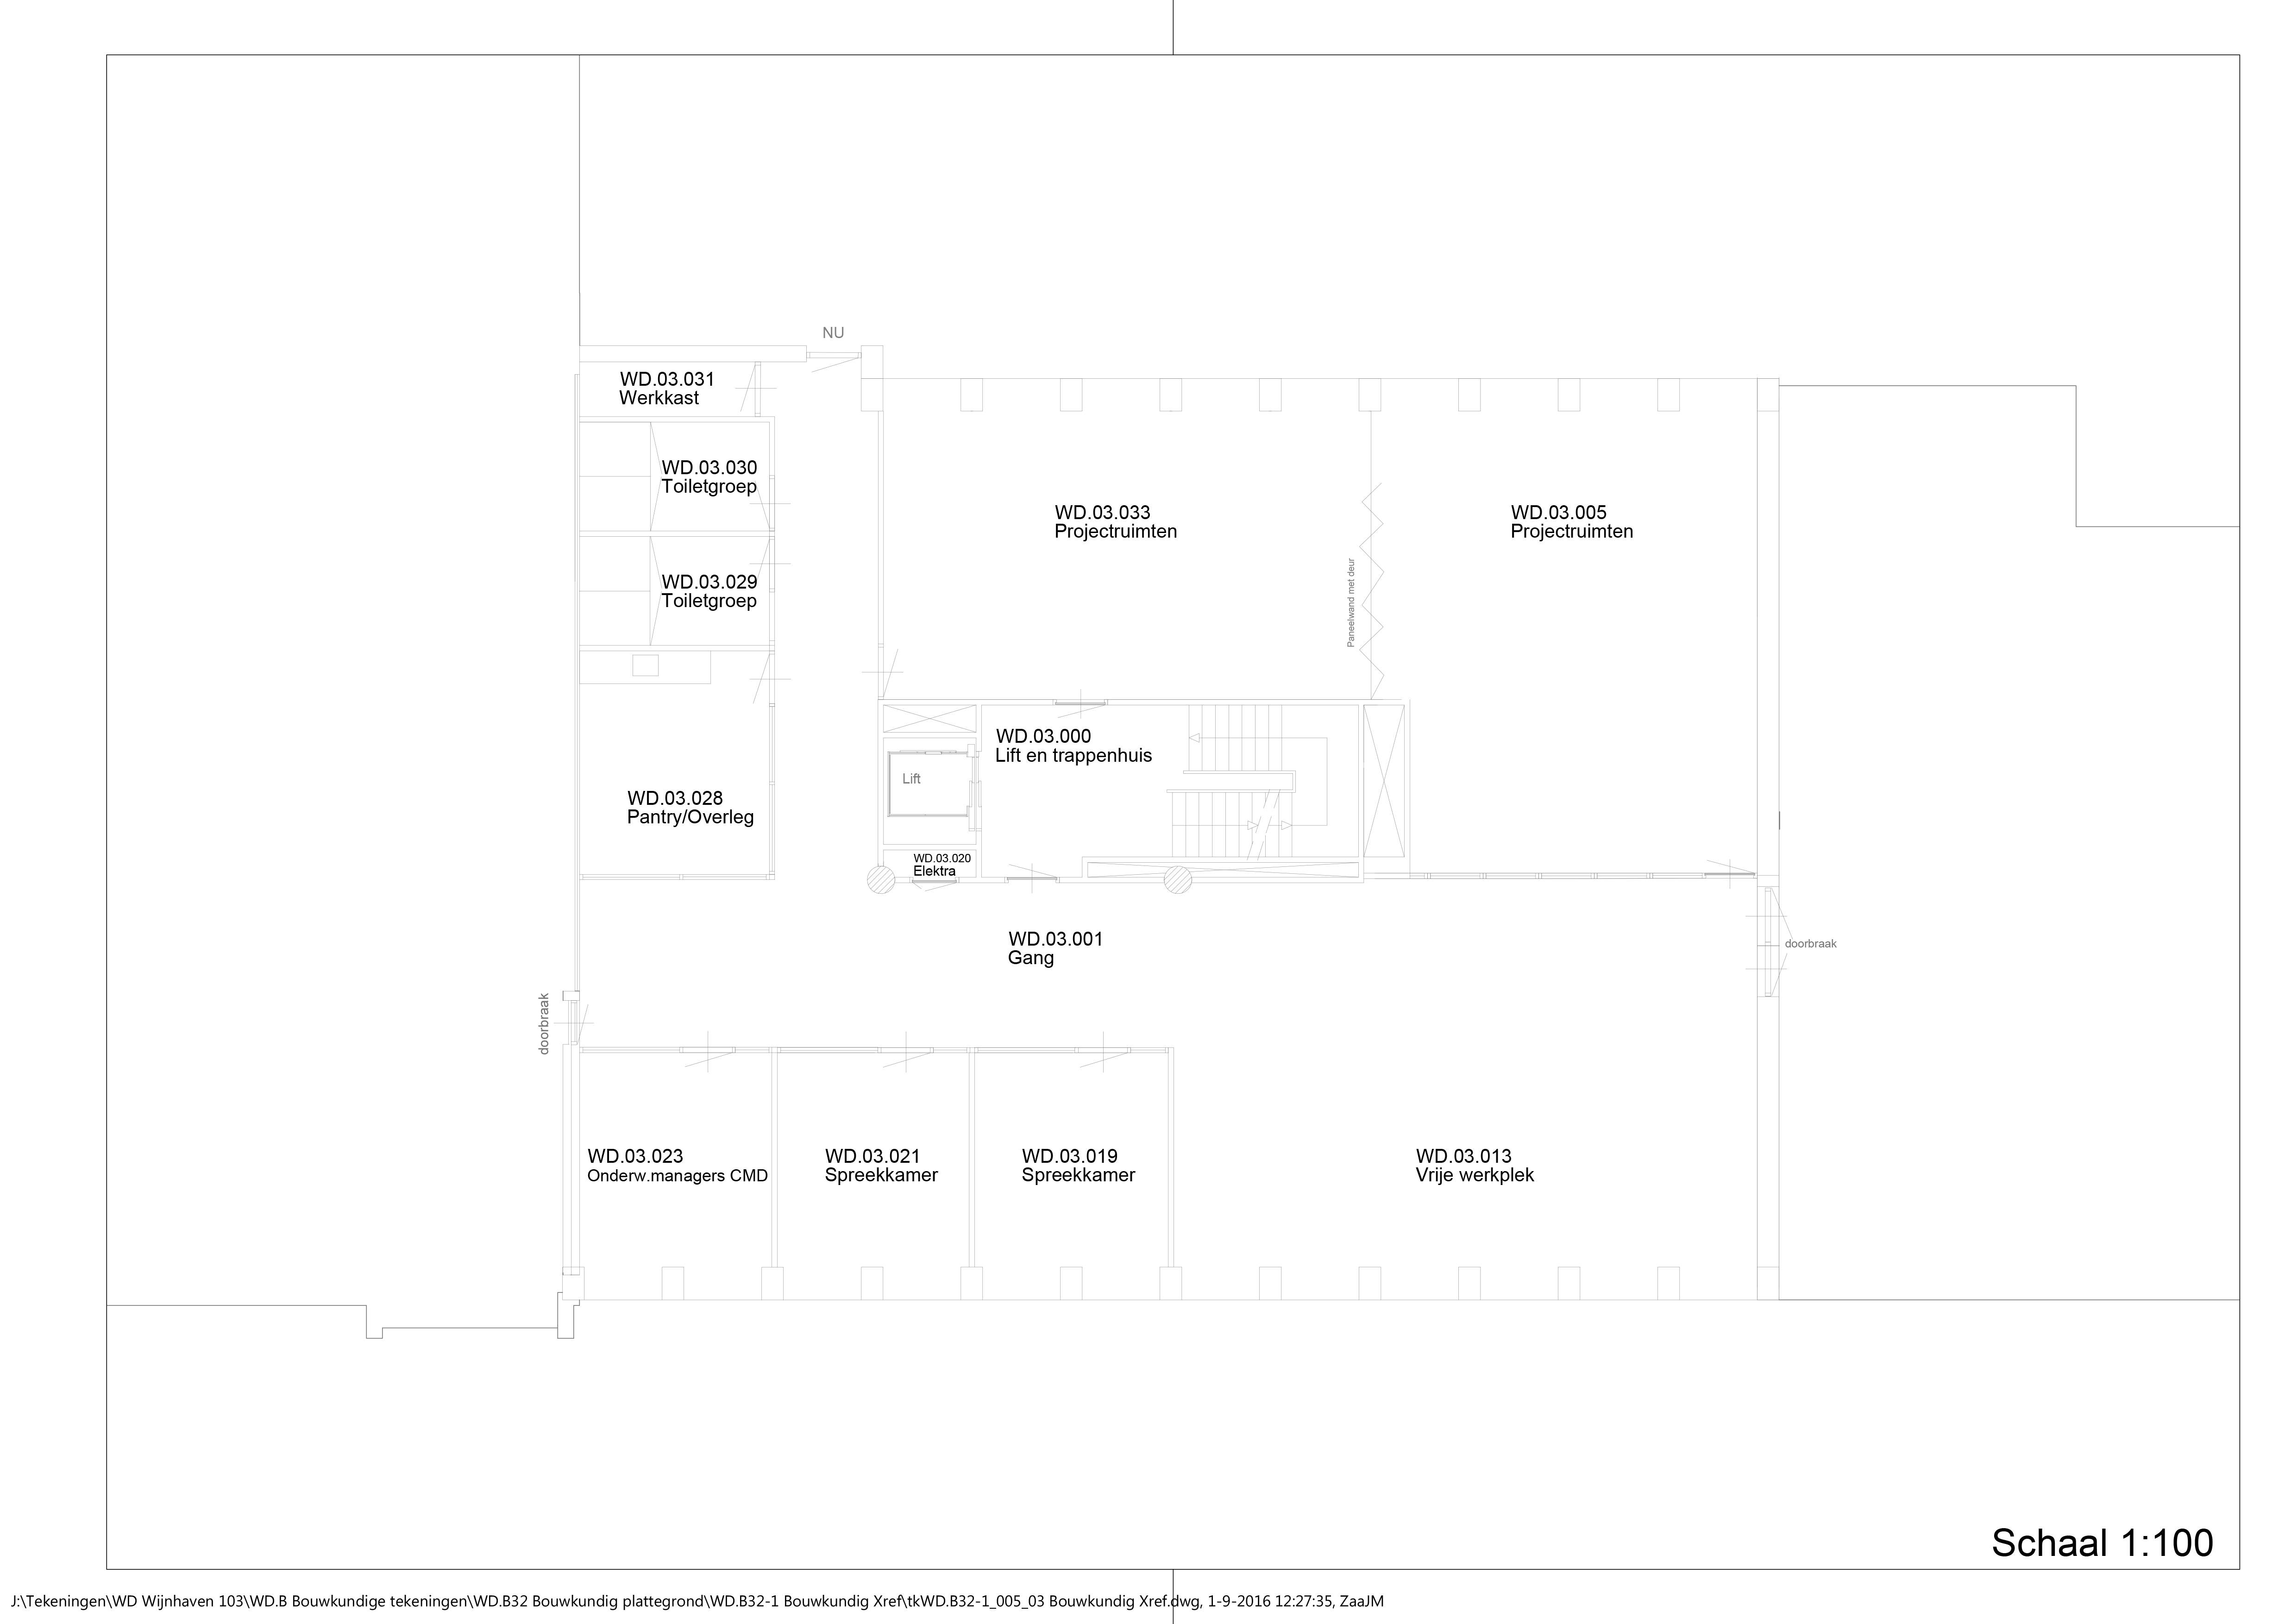 NU
WD.03.031
Werkkast
WD.03.030
Toiletgroep
WD.03.033
Projectruimten
WD.03.005
Projectruimten
Paneelwand met deur
WD.03.029
Toiletgroep
WD.03.000
Lift en trappenhuis
Lift
WD.03.028
Pantry/Overleg
WD.03.020
Elektra
WD.03.001
Gang
doorbraak
doorbraak
WD.03.023
Onderw.managers CMD
WD.03.021
Spreekkamer
WD.03.019
Spreekkamer
WD.03.013
Vrije werkplek
Schaal 1:100
J:\Tekeningen\WD Wijnhaven 103\WD.B Bouwkundige tekeningen\WD.B32 Bouwkundig plattegrond\WD.B32-1 Bouwkundig Xref\tkWD.B32-1_005_03 Bouwkundig Xref.dwg, 1-9-2016 12:27:35, ZaaJM